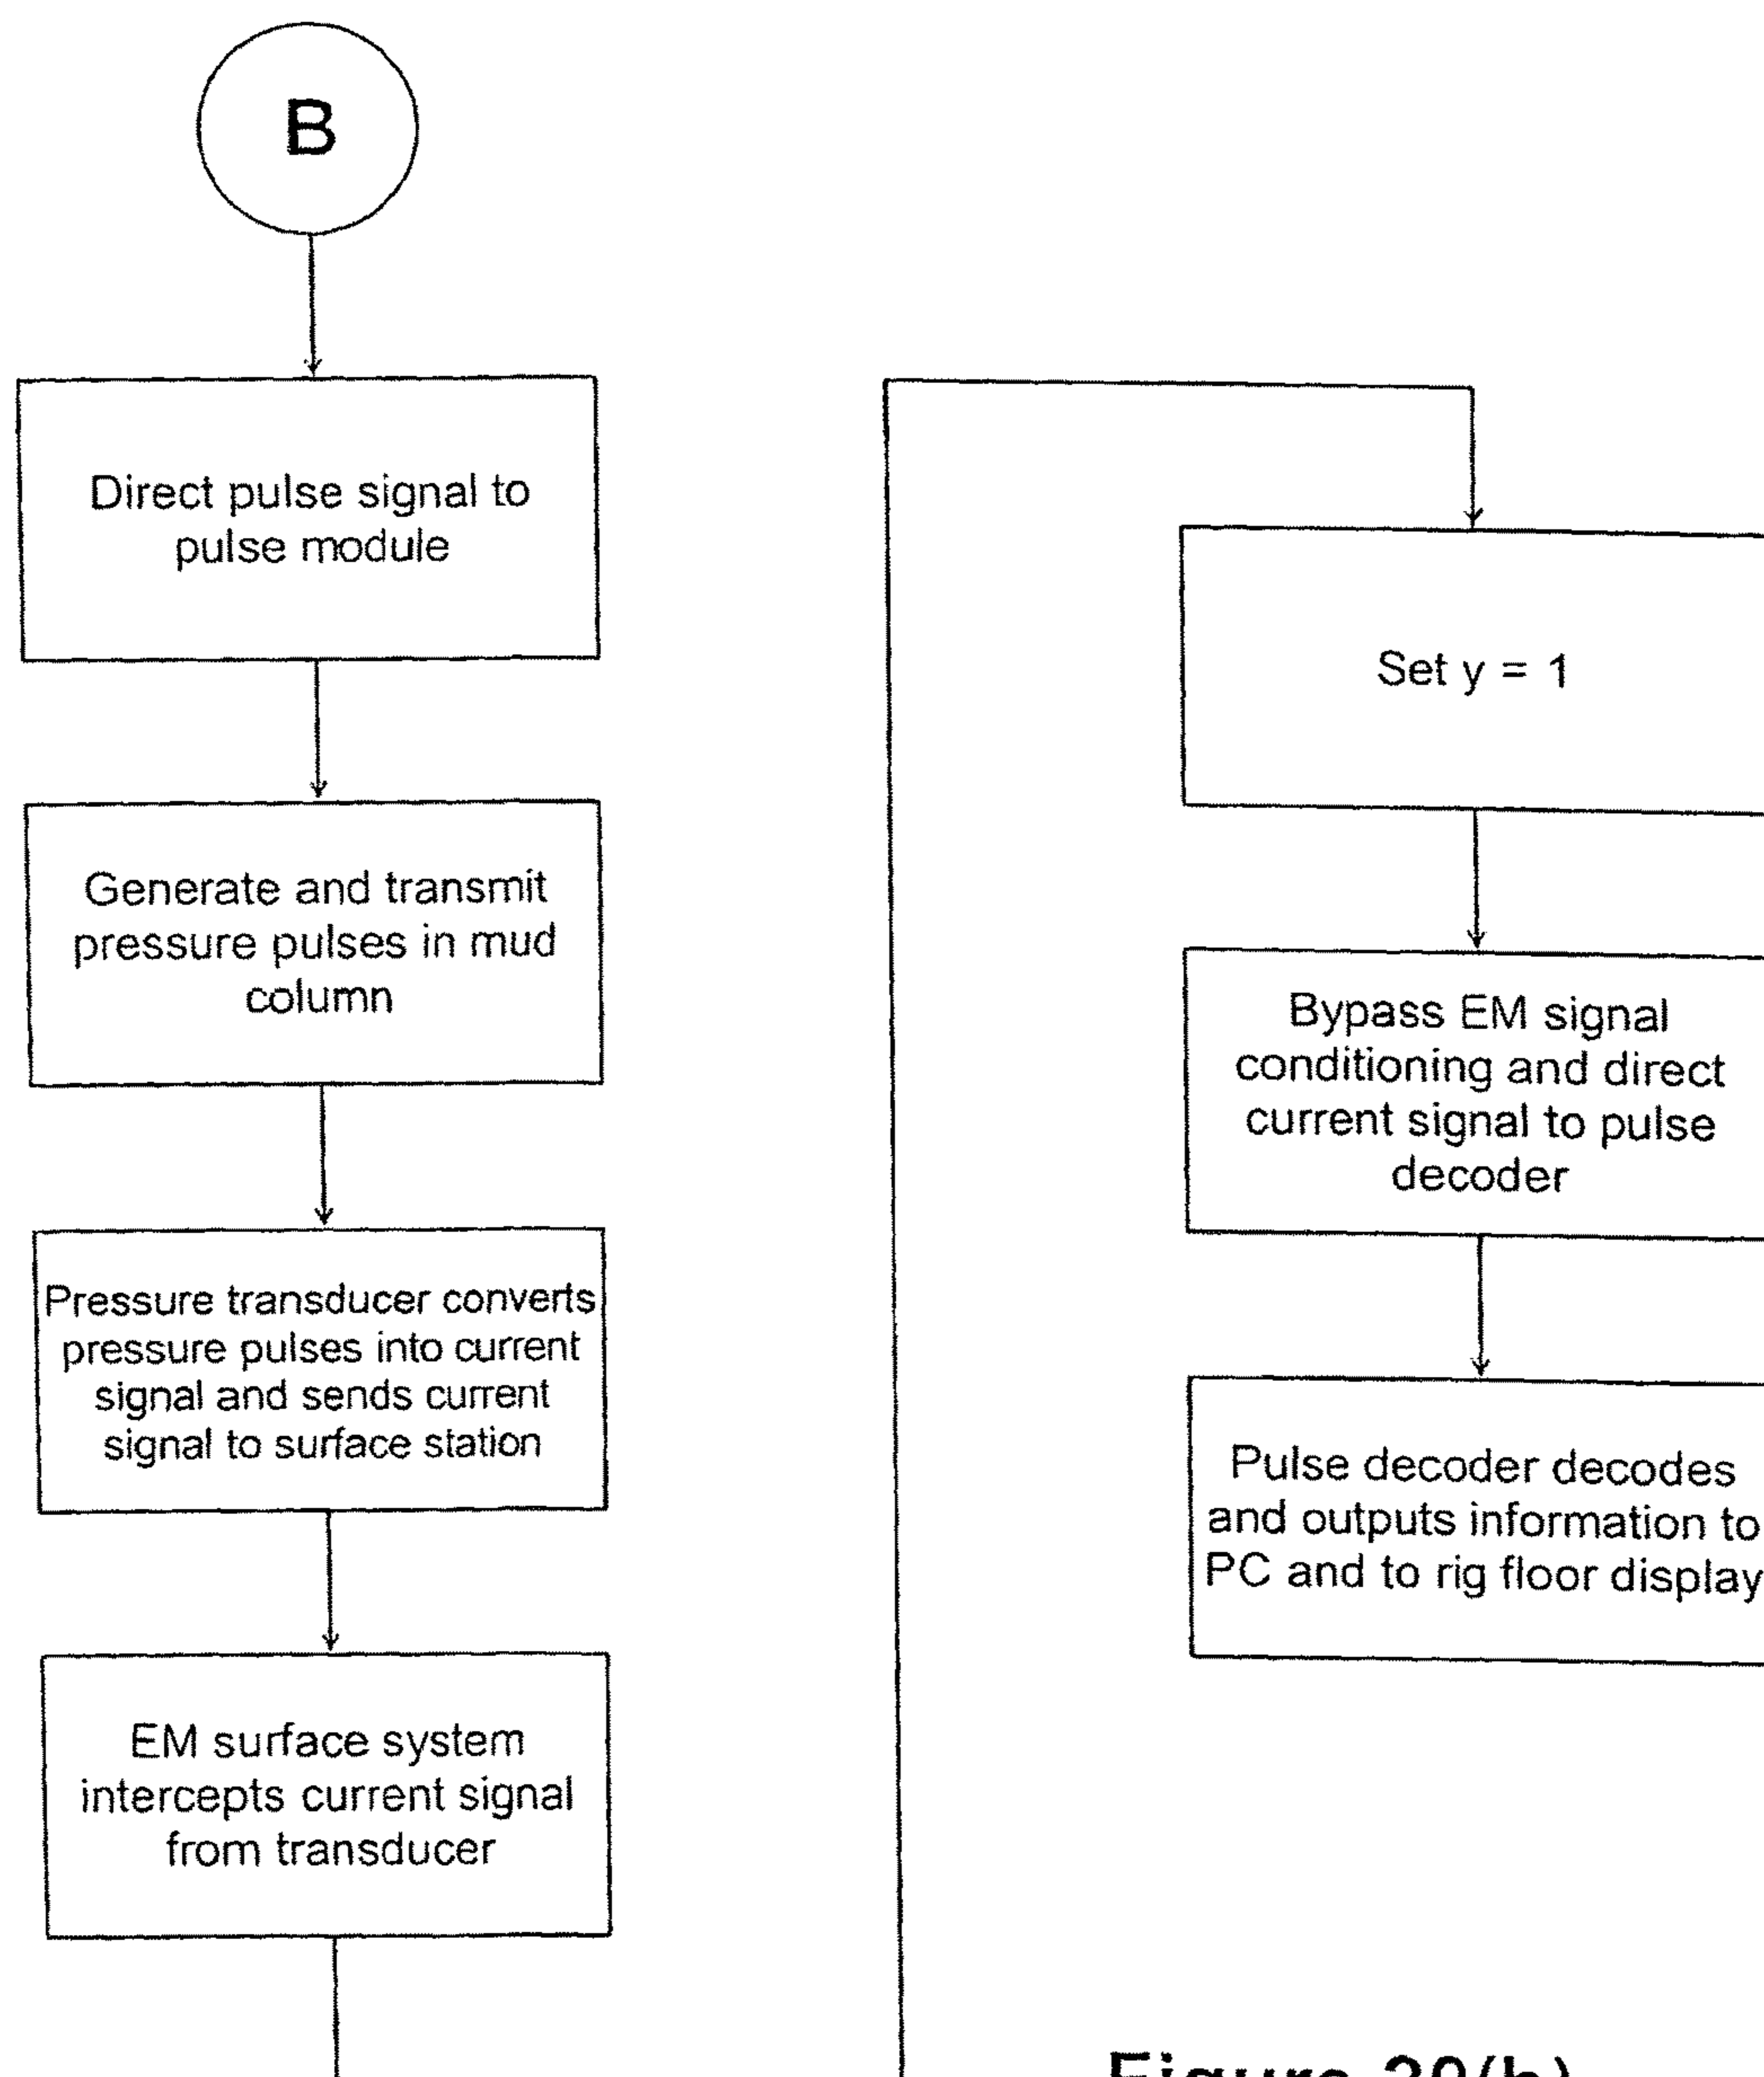 B
Direct pulse signal to
pulse module
Generate and transmit
pressure pulses in mud
column
Pressure transducer converts
pressure pulses into current
signal and sends current
signal to surface station
EM surface system
intercepts current signal
from transducer
Set y = 1
Bypass EM signal
conditioning and direct
current signal to pulse
decoder
Pulse decoder decodes
and outputs information to
PC and to rig floor display
Figure